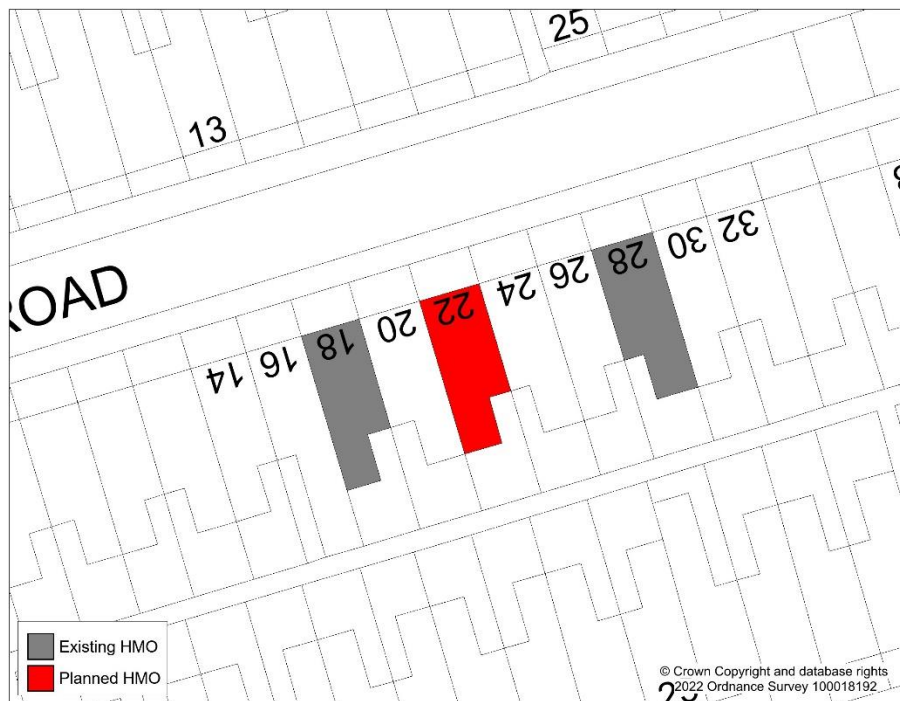 25
13
ROAD
14
16
18
20
22
24
26
28
30
32
Existing HMO
Planned HMO
© Crown Copyright and database rights
2022 Ordnance Survey 100018192